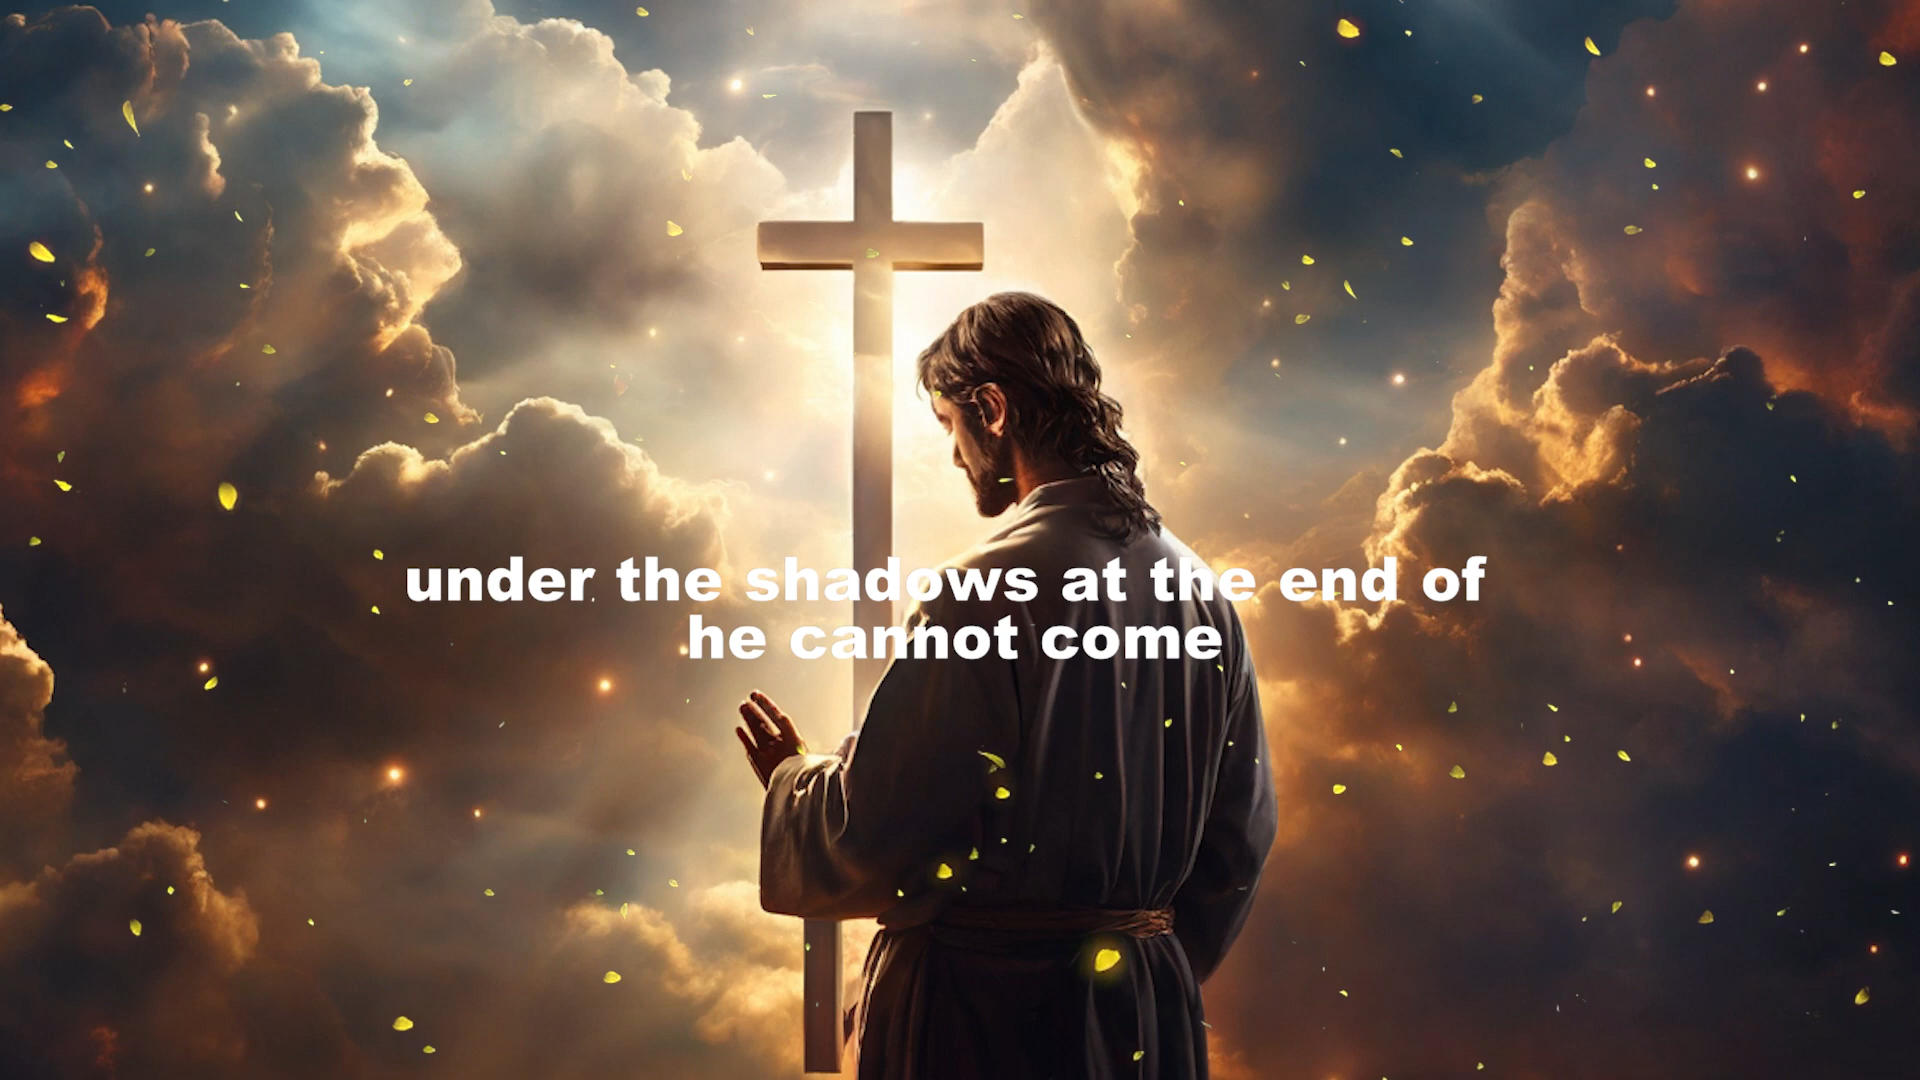 under the shadows at the end of
he cannot come